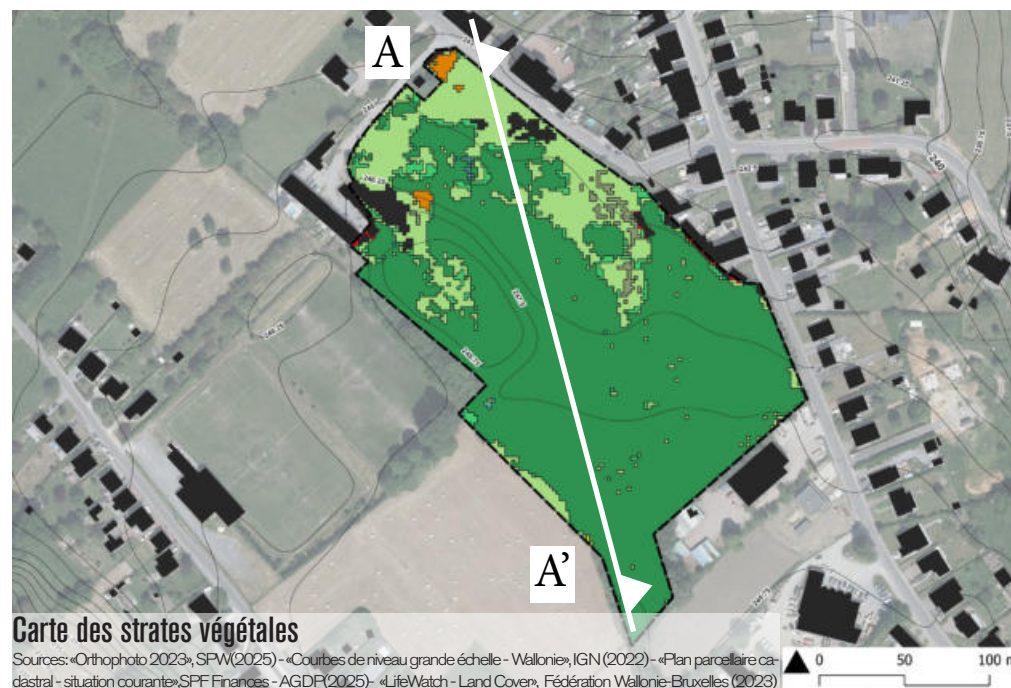 A
240
A'
Carte des strates végétales
Sources: «Orthophoto 2023», SPW(2025) - «Courbes de niveau grande échelle - Wallonie», IGN (2022) - «Plan parcellaire ca-
dastral - situation courante»,SPF Finances - AGDP(2025)- «LifeWatch - Land Cover», Fédération Wallonie-Bruxelles (2023)
0 50 100 m